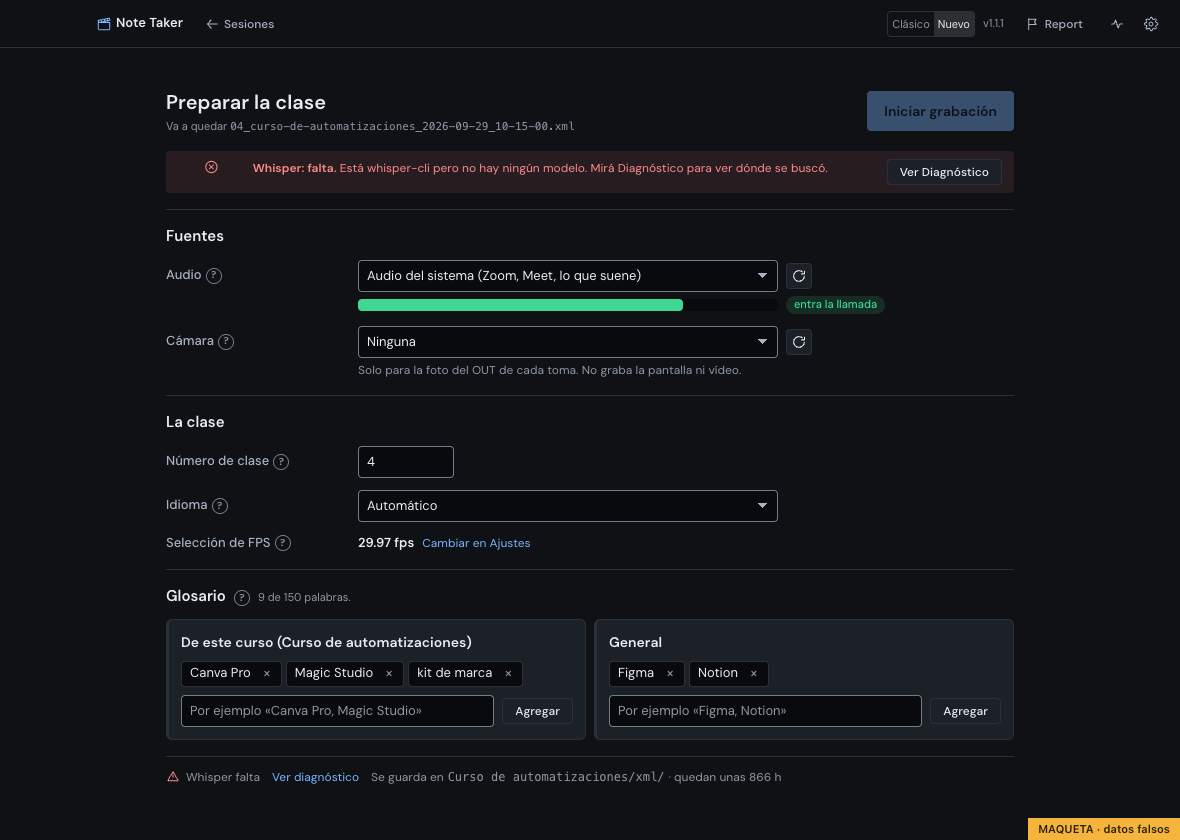 Note Taker
Sesiones
Clásico Nuevo v1.1.1 Report
Preparar la clase
Va a quedar 04_curso-de-automatizaciones_2026-09-29_10-15-00.xml
Iniciar grabación
Whisper: falta. Está whisper-cli pero no hay ningún modelo. Mirá Diagnóstico para ver dónde se buscó.
Ver Diagnóstico
Fuentes
Audio ?
Audio del sistema (Zoom, Meet, lo que suene)
entra la llamada
Cámara ?
Ninguna
Solo para la foto del OUT de cada toma. No graba la pantalla ni vídeo.
La clase
Número de clase ?
4
Idioma ?
Automático
Selección de FPS ?
29.97 fps Cambiar en Ajustes
Glosario ? 9 de 150 palabras.
De este curso (Curso de automatizaciones)
Canva Pro × Magic Studio × kit de marca ×
Por ejemplo «Canva Pro, Magic Studio»
Agregar
General
Figma × Notion ×
Por ejemplo «Figma, Notion»
Agregar
Whisper falta Ver diagnóstico Se guarda en Curso de automatizaciones/xml/ · quedan unas 866 h
MAQUETA · datos falsos